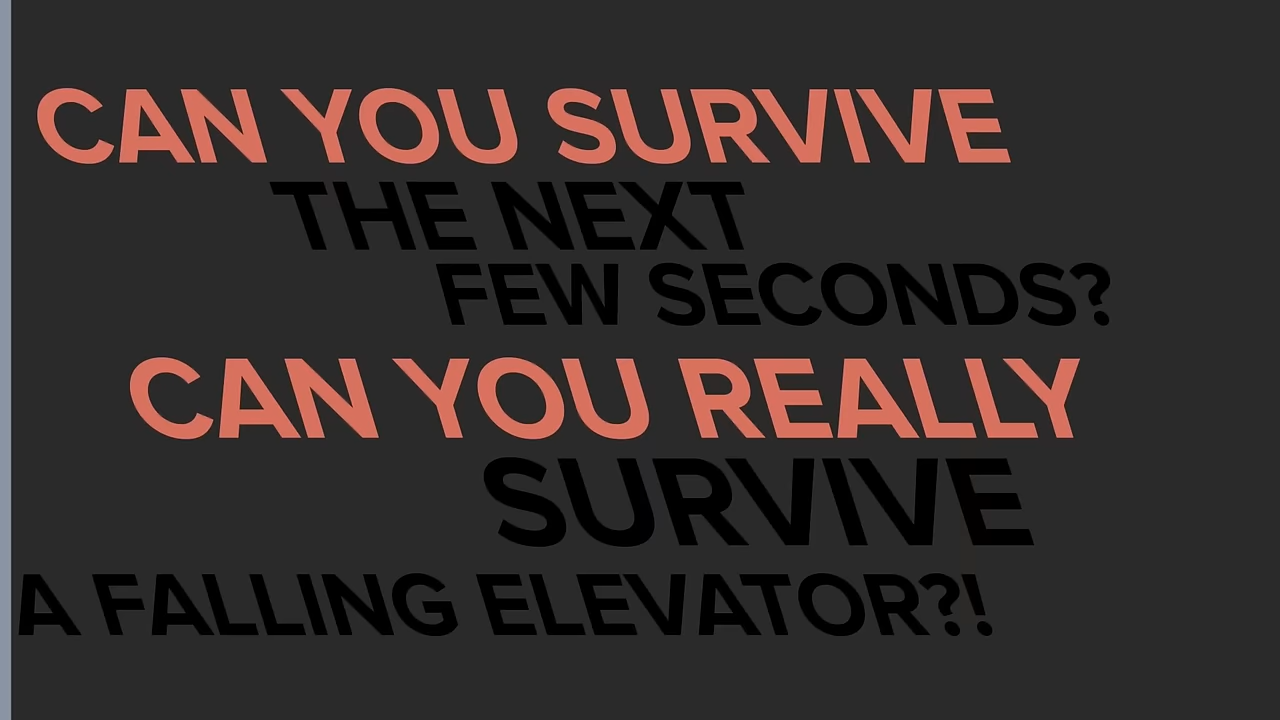 CAN YOU SURVIVE
THE NEXT
FEW SECONDS?
CAN YOU REALLY
SURVIVE
A FALLING ELEVATOR?!